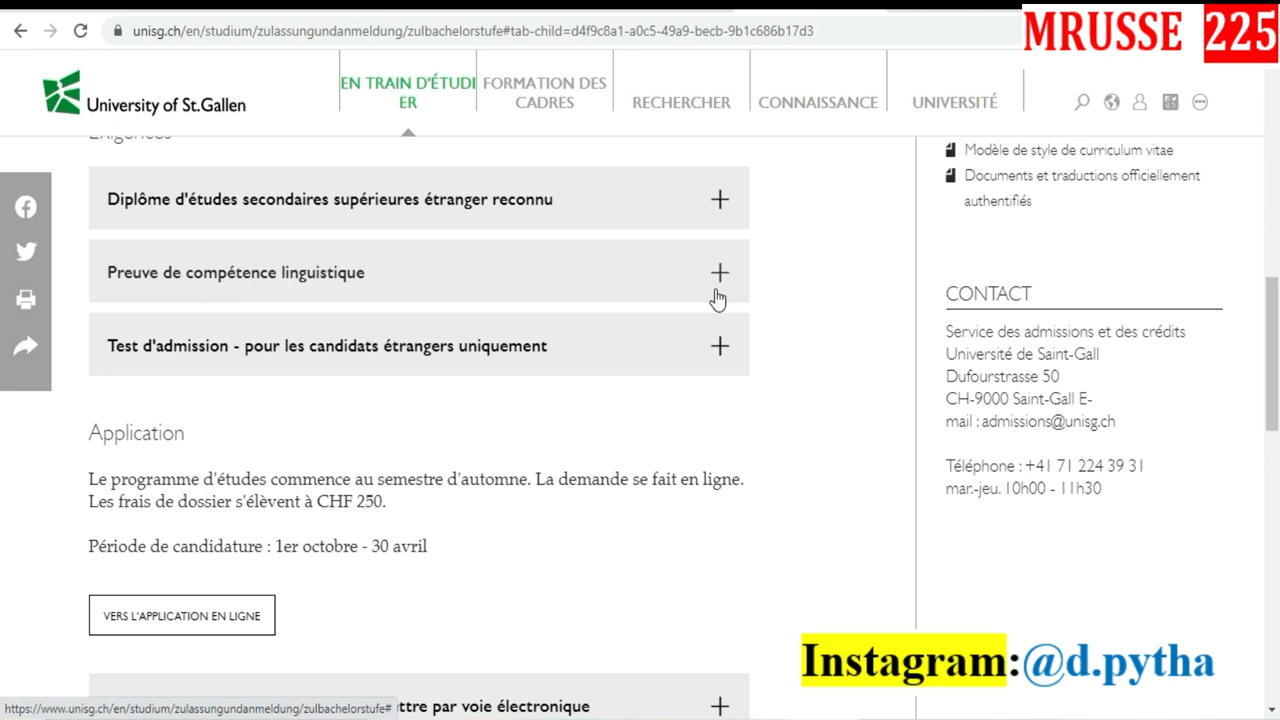 unisg.ch/en/studium/zulassungundanmeldung/zulbachelorstufe#tab-child=d4f9c8a1-a0c5-49a9-becb-9b1c686b17d3
MRUSSE 225
University of St.Gallen
EN TRAIN D'ÉTUDI
ER
FORMATION DES
CADRES
RECHERCHER
CONNAISSANCE
UNIVERSITÉ
Exigences
Diplôme d'études secondaires supérieures étranger reconnu
Preuve de compétence linguistique
Test d'admission - pour les candidats étrangers uniquement
Application
Le programme d'études commence au semestre d'automne. La demande se fait en ligne.
Les frais de dossier s'élèvent à CHF 250.
Période de candidature : 1er octobre - 30 avril
VERS L'APPLICATION EN LIGNE
ttre par voie électronique
https://www.unisg.ch/en/studium/zulassungundanmeldung/zulbachelorstufe#
Modèle de style de curriculum vitae
Documents et traductions officiellement
authentifiés
CONTACT
Service des admissions et des crédits
Université de Saint-Gall
Dufourstrasse 50
CH-9000 Saint-Gall E-
mail : admissions@unisg.ch
Téléphone : +41 71 224 39 31
mar.-jeu. 10h00 - 11h30
Instagram:@d.pytha